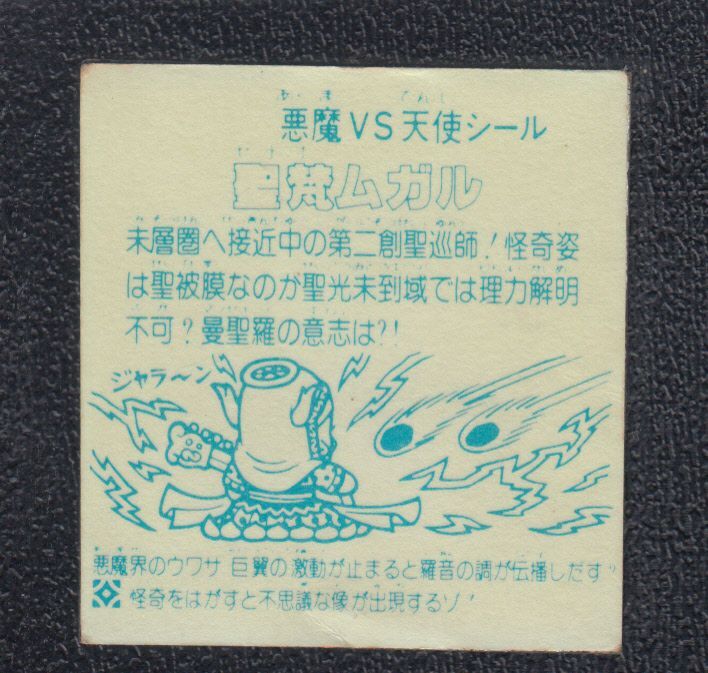 悪魔VS天使シール
聖梵ムガル
未層圏へ接近中の第二創聖巡師!怪奇姿
は聖被膜なのが聖光未到域では理力解明
不可?曼聖羅の意志は?!
ジャラ〜ン
悪魔界のウワサ 巨翼の激動が止まると羅音の調が伝播しだす?
怪奇をはがすと不思議な像が出現するゾ!